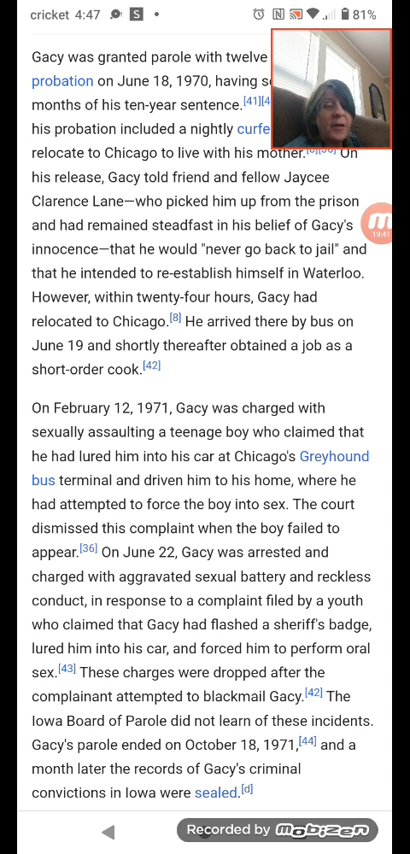 cricket 4:47 S • N 81%
Gacy was granted parole with twelve
probation on June 18, 1970, having
months of his ten-year sentence.[41]
his probation included a nightly
relocate to Chicago to live with his mother. On
his release, Gacy told friend and fellow Jaycee
Clarence Lane—who picked him up from the prison
and had remained steadfast in his belief of Gacy's
innocence—that he would "never go back to jail" and
that he intended to re-establish himself in Waterloo.
However, within twenty-four hours, Gacy had
relocated to Chicago.[8] He arrived there by bus on
June 19 and shortly thereafter obtained a job as a
short-order cook.[42]
m
19:41
On February 12, 1971, Gacy was charged with
sexually assaulting a teenage boy who claimed that
he had lured him into his car at Chicago's Greyhound
bus terminal and driven him to his home, where he
had attempted to force the boy into sex. The court
dismissed this complaint when the boy failed to
appear.[36] On June 22, Gacy was arrested and
charged with aggravated sexual battery and reckless
conduct, in response to a complaint filed by a youth
who claimed that Gacy had flashed a sheriff's badge,
lured him into his car, and forced him to perform oral
sex.[43] These charges were dropped after the
complainant attempted to blackmail Gacy.[42] The
Iowa Board of Parole did not learn of these incidents.
Gacy's parole ended on October 18, 1971,[44] and a
month later the records of Gacy's criminal
convictions in Iowa were sealed.[d]
Recorded by mobizen